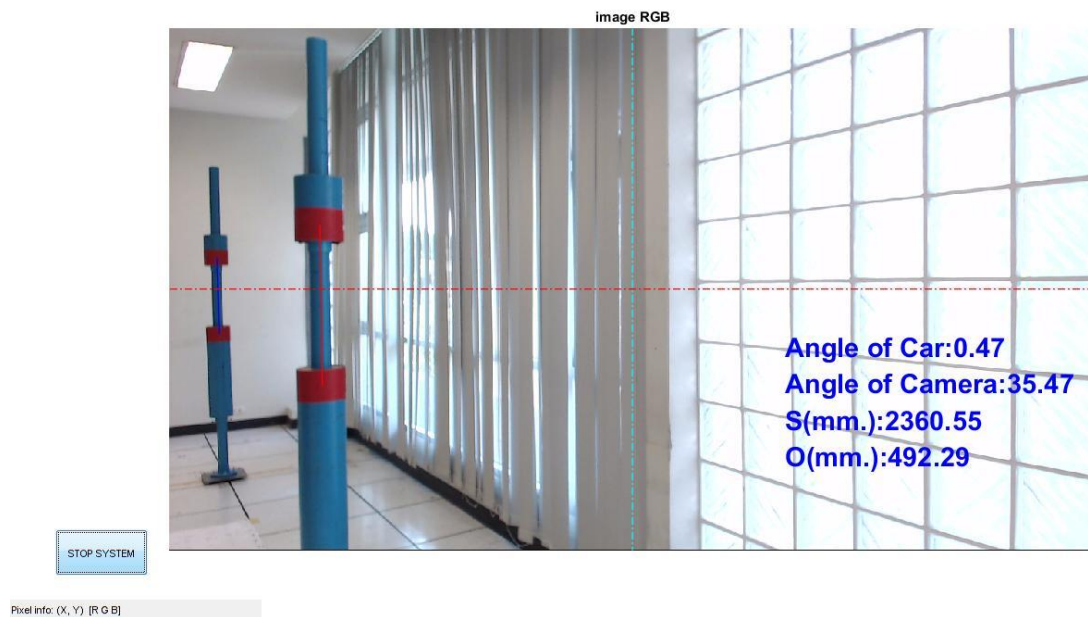 image RGB
Angle of Car:0.47
Angle of Camera:35.47
S(mm.):2360.55
O(mm.):492.29
STOP SYSTEM
Pixel info: (X, Y) [R G B]